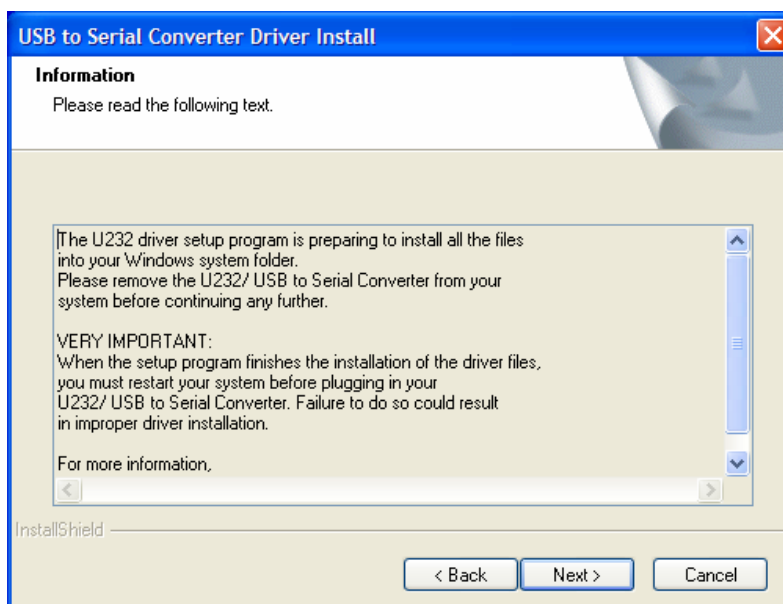 USB to Serial Converter Driver Install
Information
Please read the following text.
The U232 driver setup program is preparing to install all the files
into your Windows system folder.
Please remove the U232/ USB to Serial Converter from your
system before continuing any further.
VERY IMPORTANT:
When the setup program finishes the installation of the driver files,
you must restart your system before plugging in your
U232/ USB to Serial Converter. Failure to do so could result
in improper driver installation.
For more information,
InstallShield
< Back
Next >
Cancel